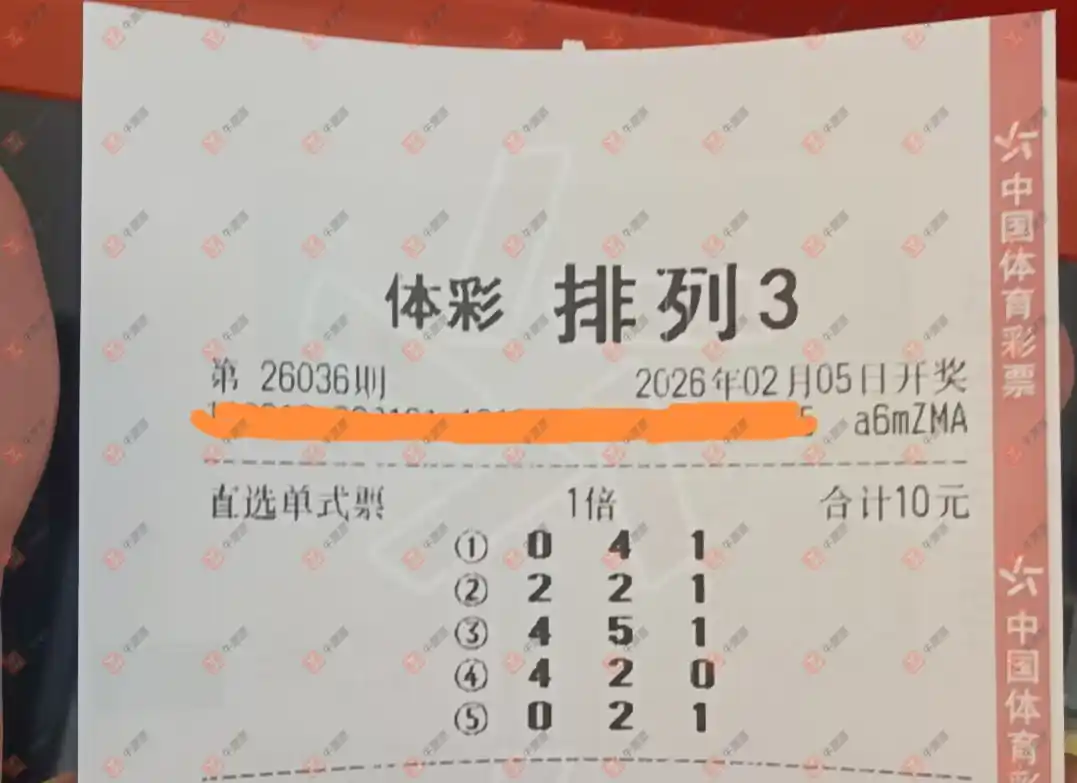 体彩 排列3
第 26036期 2026年02月05日开奖
a6mZMA
直选单式票 1倍 合计10元
① 0 4 1
② 2 2 1
③ 4 5 1
④ 4 2 0
⑤ 0 2 1
中国体育彩票
中国体育彩